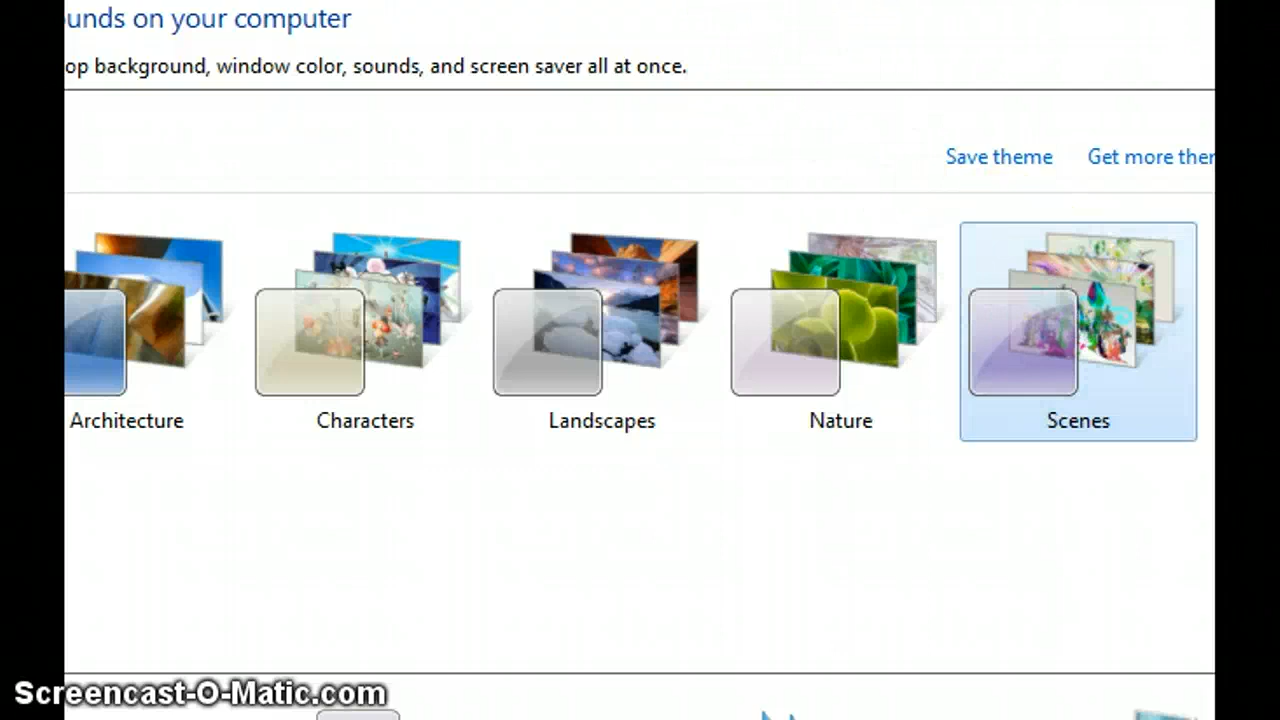 unds on your computer
op background, window color, sounds, and screen saver all at once.
Save theme
Get more ther
Architecture
Characters
Landscapes
Nature
Scenes
Screencast-O-Matic.com